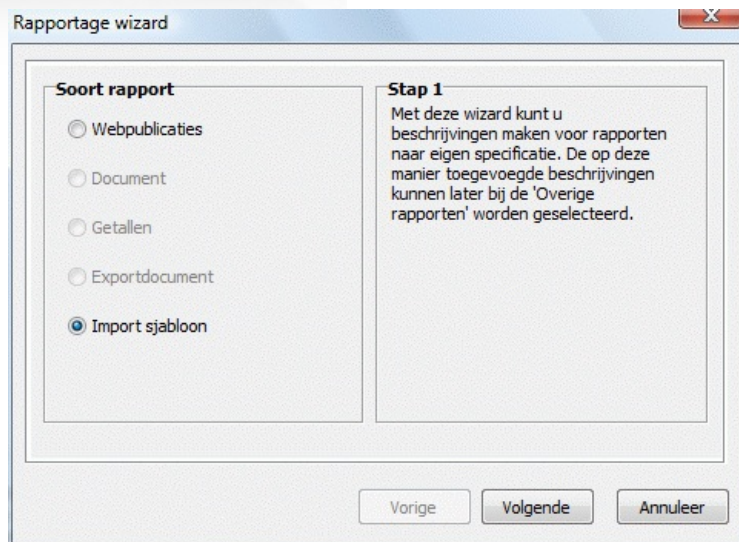 Rapportage wizard
Soort rapport
Webpublicaties
Document
Getallen
Exportdocument
Import sjabloon
Stap 1
Met deze wizard kunt u
beschrijvingen maken voor rapporten
naar eigen specificatie. De op deze
manier toegevoegde beschrijvingen
kunnen later bij de 'Overige
rapporten' worden geselecteerd.
Vorige
Volgende
Annuleer